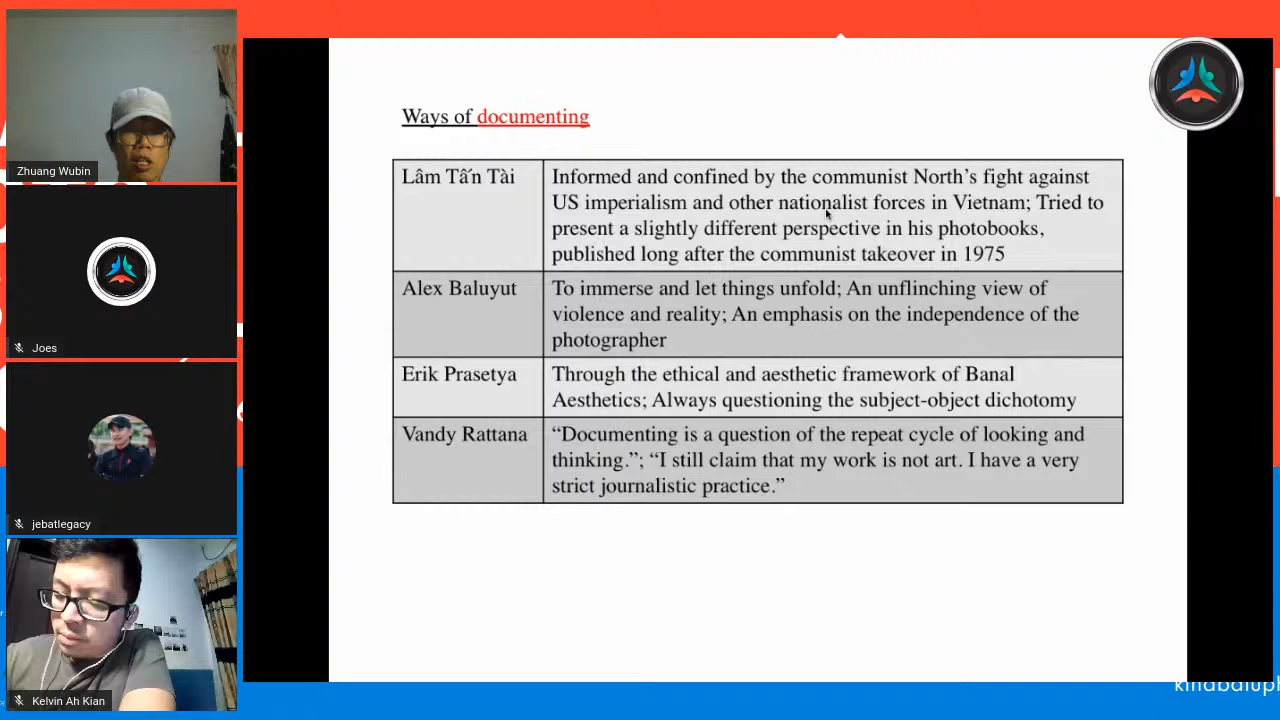 Zhuang Wubin
Joes
jebatlegacy
Kelvin Ah Kian
Ways of documenting
Lâm Tấn Tài
Informed and confined by the communist North’s fight against
US imperialism and other nationalist forces in Vietnam; Tried to
present a slightly different perspective in his photobooks,
published long after the communist takeover in 1975
Alex Baluyut
To immerse and let things unfold; An unflinching view of
violence and reality; An emphasis on the independence of the
photographer
Erik Prasetya
Through the ethical and aesthetic framework of Banal
Aesthetics; Always questioning the subject-object dichotomy
Vandy Rattana
“Documenting is a question of the repeat cycle of looking and
thinking.”; “I still claim that my work is not art. I have a very
strict journalistic practice.”